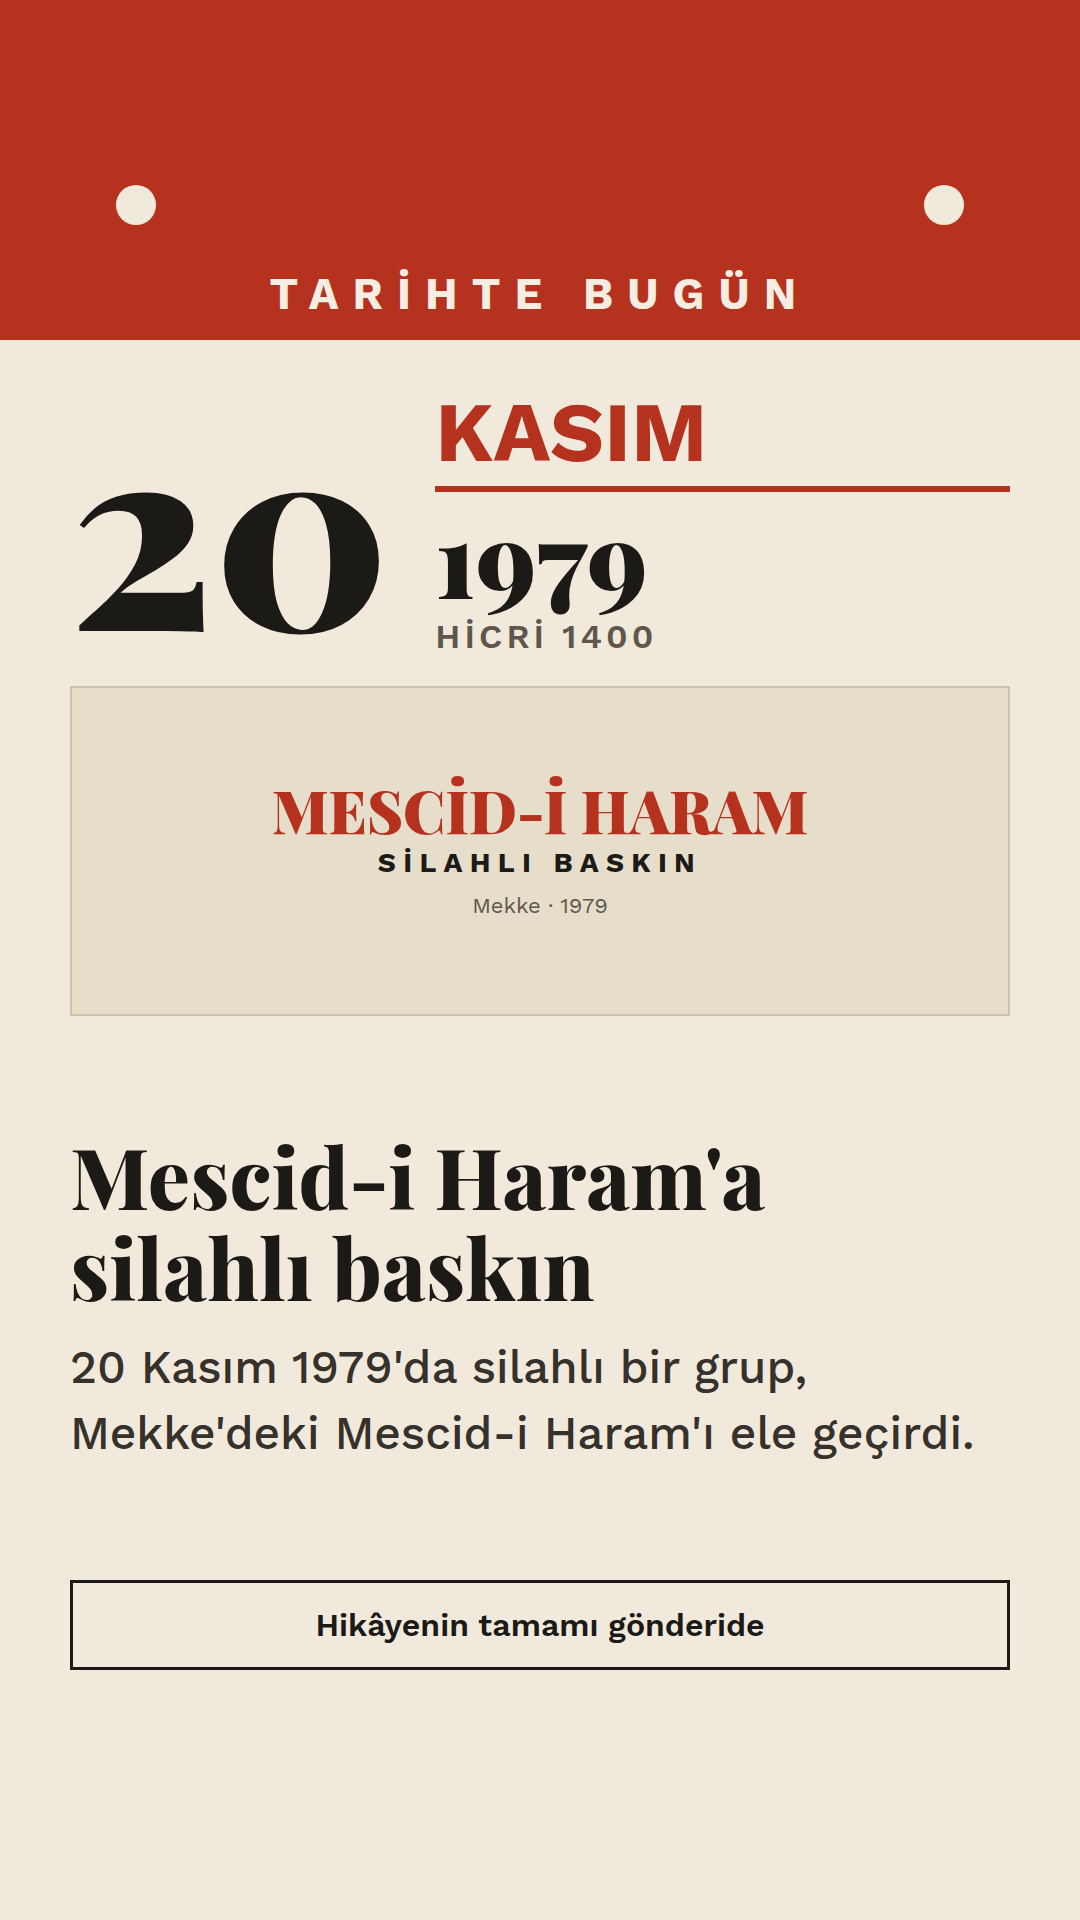 TARİHTE BUGÜN
20
KASIM
1979
HİCRİ 1400
MESCİD-İ HARAM
SİLAHLI BASKIN
Mekke · 1979
Mescid-i Haram'a
silahlı baskın
20 Kasım 1979'da silahlı bir grup,
Mekke'deki Mescid-i Haram'ı ele geçirdi.
Hikâyenin tamamı gönderide